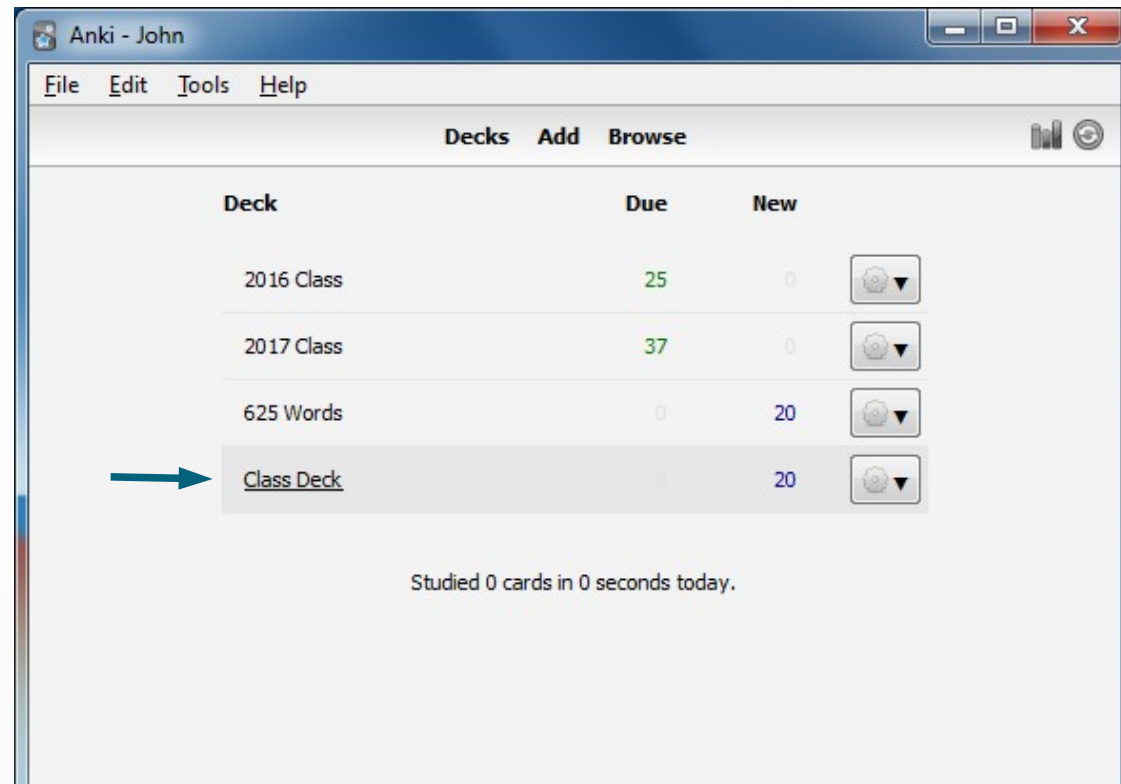 Anki - John
File Edit Tools Help
Decks Add Browse
Deck Due New
2016 Class 25 0
2017 Class 37 0
625 Words 0 20
Class Deck 0 20
Studied 0 cards in 0 seconds today.